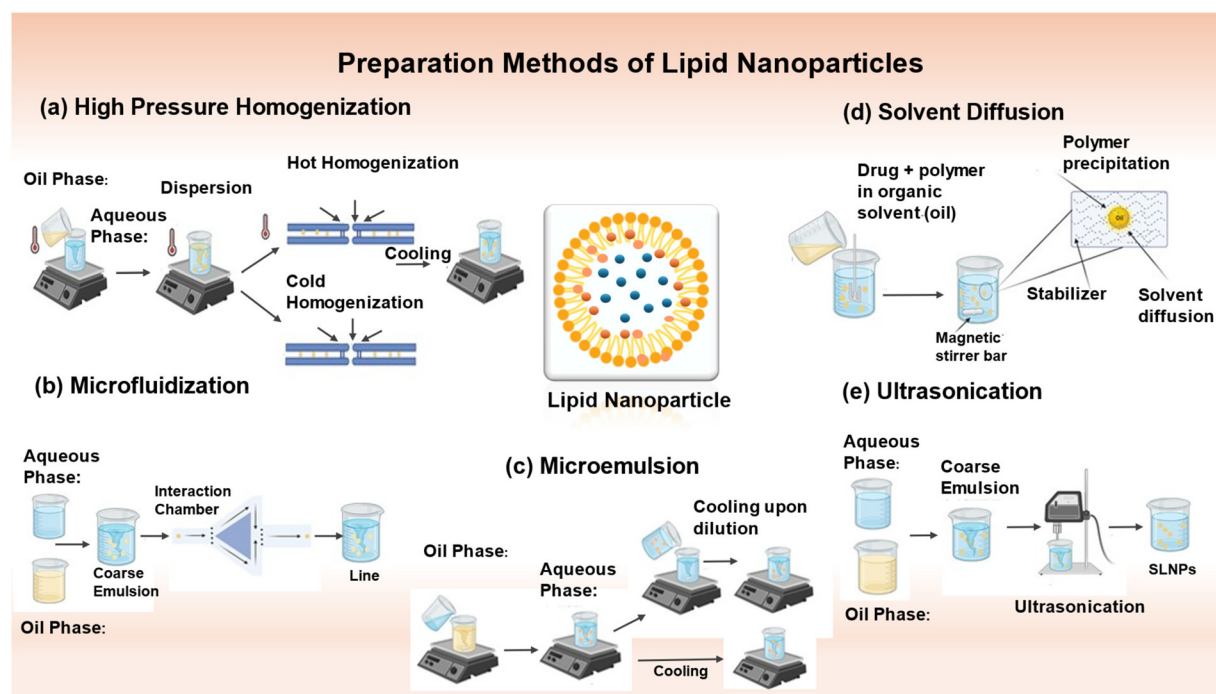 Preparation Methods of Lipid Nanoparticles
(a) High Pressure Homogenization
Oil Phase:
Aqueous
Phase:
Dispersion
Hot Homogenization
Cold
Homogenization
Cooling
Lipid Nanoparticle
(b) Microfluidization
Aqueous
Phase:
Oil Phase:
Coarse
Emulsion
Interaction
Chamber
Line
(c) Microemulsion
Oil Phase:
Aqueous
Phase:
Cooling upon
dilution
Cooling
(d) Solvent Diffusion
Drug + polymer
in organic
solvent (oil)
Magnetic
stirrer bar
Polymer
precipitation
Oil
Stabilizer
Solvent
diffusion
(e) Ultrasonication
Aqueous
Phase:
Oil Phase:
Coarse
Emulsion
Ultrasonication
SLNPs